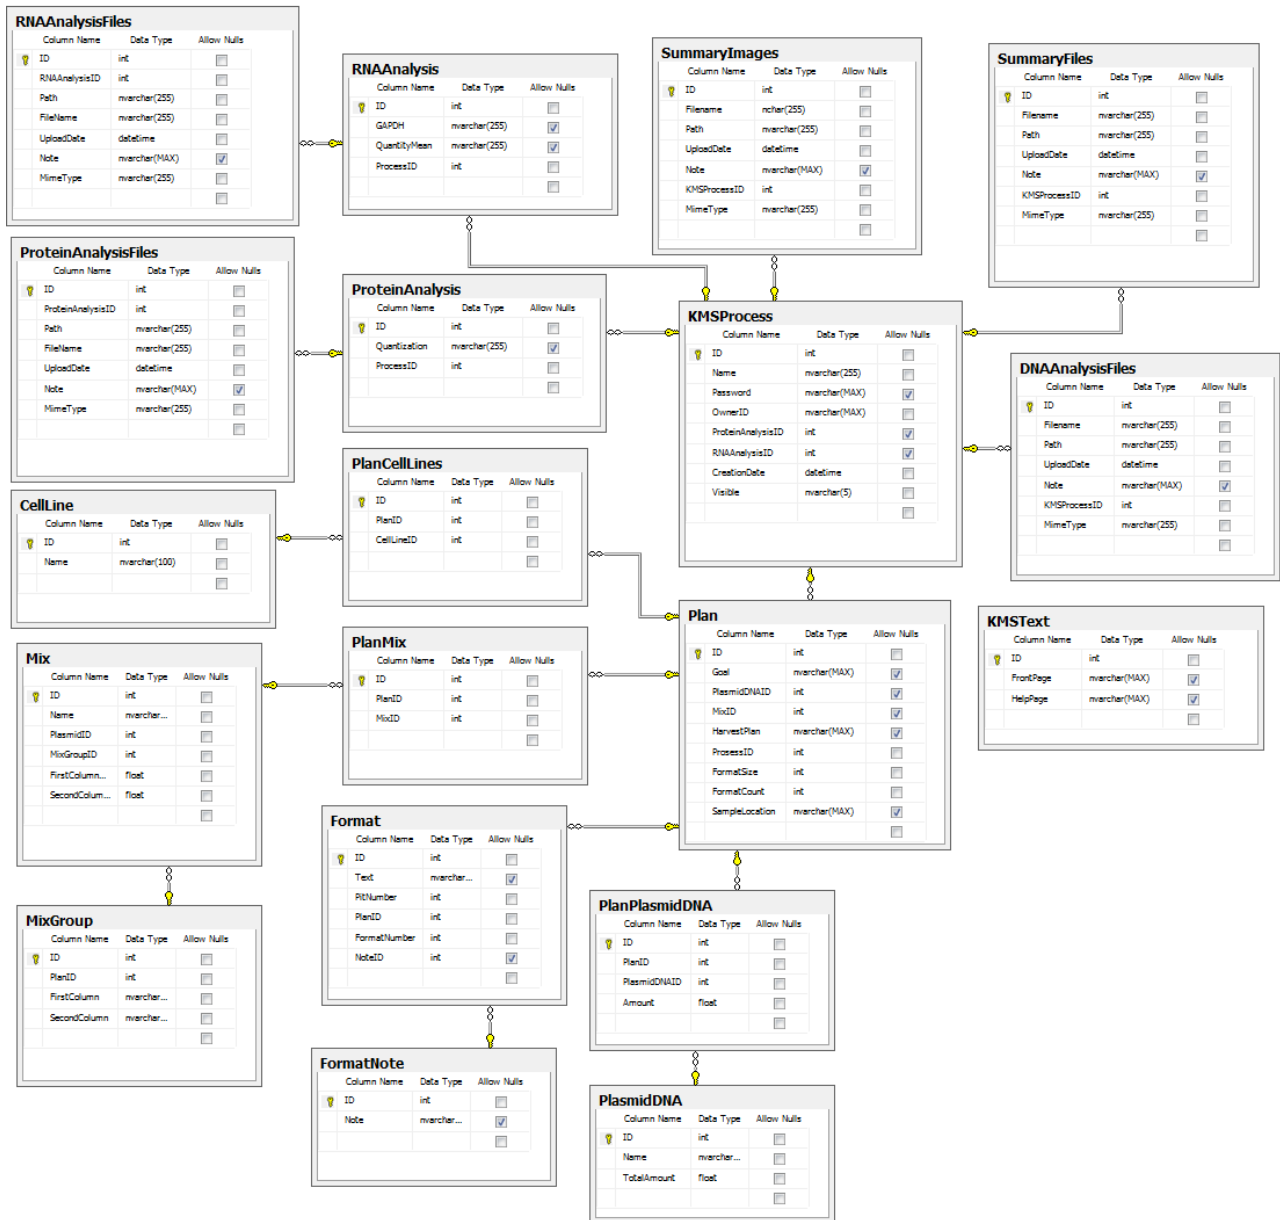 RNAAnalysisFiles
Column Name Data Type Allow Nulls
ID int
RNAAnalysisID int
Path nvarchar(255)
FileName nvarchar(255)
UploadDate datetime
Note nvarchar(MAX)
MimeType nvarchar(255)
RNAAnalysis
Column Name Data Type Allow Nulls
ID int
GAPDH nvarchar(255)
QuantityMean nvarchar(255)
ProcessID int
SummaryImages
Column Name Data Type Allow Nulls
ID int
Filename nchar(255)
Path nvarchar(255)
UploadDate datetime
Note nvarchar(MAX)
KMSProcessID int
MimeType nvarchar(255)
SummaryFiles
Column Name Data Type Allow Nulls
ID int
Filename nvarchar(255)
Path nvarchar(255)
UploadDate datetime
Note nvarchar(MAX)
KMSProcessID int
MimeType nvarchar(255)
ProteinAnalysisFiles
Column Name Data Type Allow Nulls
ID int
ProteinAnalysisID int
Path nvarchar(255)
FileName nvarchar(255)
UploadDate datetime
Note nvarchar(MAX)
MimeType nvarchar(255)
ProteinAnalysis
Column Name Data Type Allow Nulls
ID int
Quantization nvarchar(255)
ProcessID int
KMSProcess
Column Name Data Type Allow Nulls
ID int
Name nvarchar(255)
Password nvarchar(MAX)
OwnerID nvarchar(MAX)
ProteinAnalysisID int
RNAAnalysisID int
CreationDate datetime
Visible nvarchar(5)
DNAAnalysisFiles
Column Name Data Type Allow Nulls
ID int
Filename nvarchar(255)
Path nvarchar(255)
UploadDate datetime
Note nvarchar(MAX)
KMSProcessID int
MimeType nvarchar(255)
CellLine
Column Name Data Type Allow Nulls
ID int
Name nvarchar(100)
PlanCellLines
Column Name Data Type Allow Nulls
ID int
PlanID int
CellLineID int
Plan
Column Name Data Type Allow Nulls
ID int
Goal nvarchar(MAX)
PlasmidDNAID int
MixID int
HarvestPlan nvarchar(MAX)
ProsessID int
FormatSize int
FormatCount int
SampleLocation nvarchar(MAX)
KMSText
Column Name Data Type Allow Nulls
ID int
FrontPage nvarchar(MAX)
HelpPage nvarchar(MAX)
Mix
Column Name Data Type Allow Nulls
ID int
Name nvarchar...
PlasmidID int
MixGroupID int
FirstColumn... float
SecondColum... float
PlanMix
Column Name Data Type Allow Nulls
ID int
PlanID int
MixID int
Format
Column Name Data Type Allow Nulls
ID int
Text nvarchar...
PitNumber int
PlanID int
FormatNumber int
NoteID int
MixGroup
Column Name Data Type Allow Nulls
ID int
PlanID int
FirstColumn nvarchar...
SecondColumn nvarchar...
PlanPlasmidDNA
Column Name Data Type Allow Nulls
ID int
PlanID int
PlasmidDNAID int
Amount float
FormatNote
Column Name Data Type Allow Nulls
ID int
Note nvarchar...
PlasmidDNA
Column Name Data Type Allow Nulls
ID int
Name nvarchar...
TotalAmount float